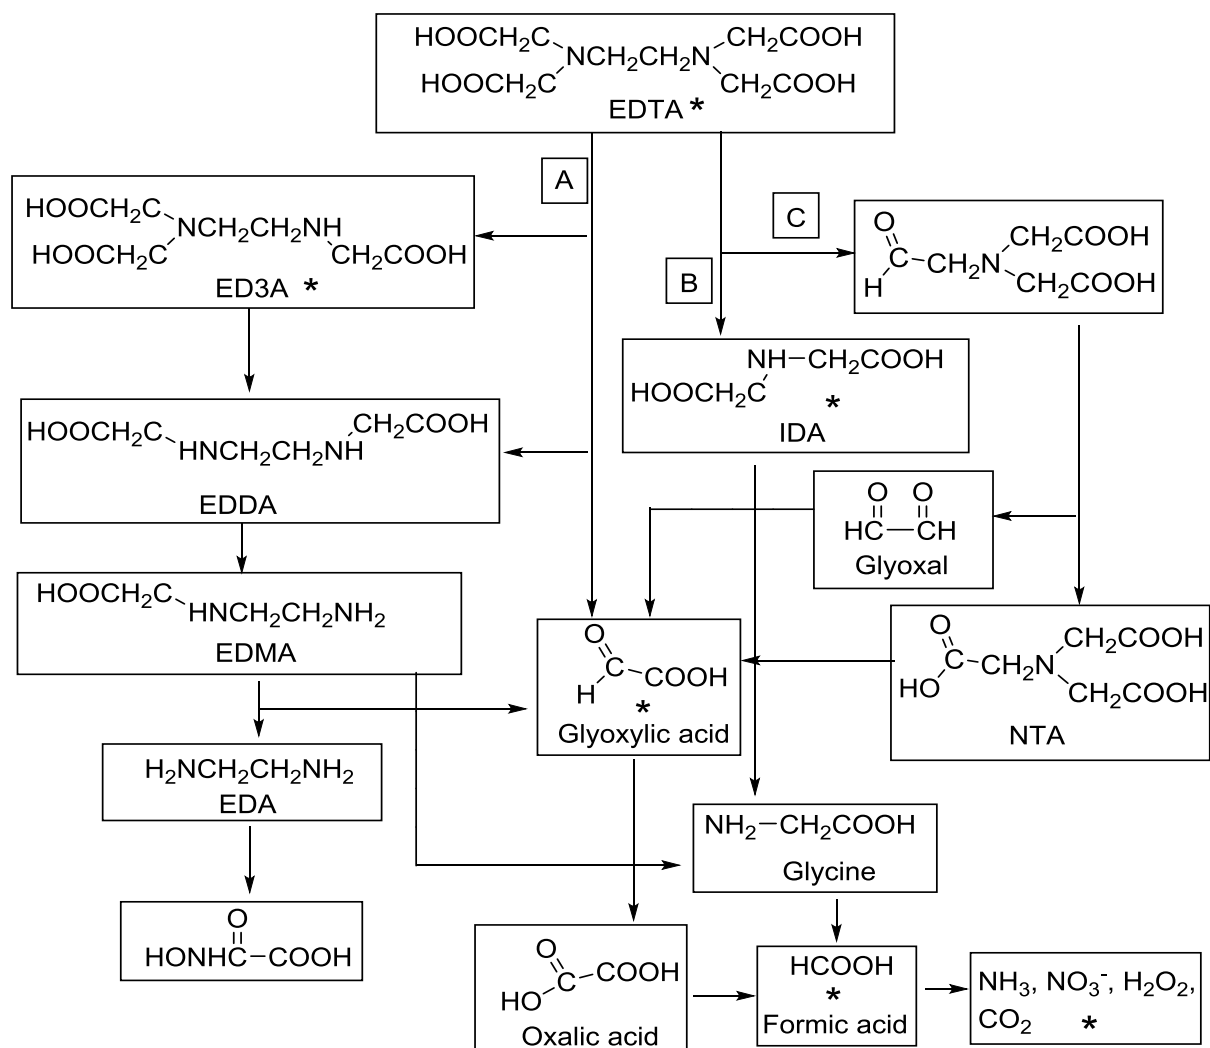 HOOCH₂C CH₂COOH
NCH₂CH₂N
HOOCH₂C CH₂COOH
EDTA *
A
HOOCH₂C
NCH₂CH₂NH
HOOCH₂C CH₂COOH
ED3A *
C
O
C CH₂N
H
CH₂COOH
CH₂COOH
B
NH–CH₂COOH
HOOCH₂C
*
IDA
HOOCH₂C CH₂COOH
HNCH₂CH₂NH
EDDA
O O
HC–CH
Glyoxal
HOOCH₂C
HNCH₂CH₂NH₂
EDMA
O
C COOH
H
*
Glyoxylic acid
O
C CH₂N
HO
CH₂COOH
CH₂COOH
NTA
H₂NCH₂CH₂NH₂
EDA
NH₂–CH₂COOH
Glycine
O
HONHC–COOH
O
C COOH
HO
Oxalic acid
HCOOH
*
Formic acid
NH₃, NO₃⁻, H₂O₂,
CO₂ *